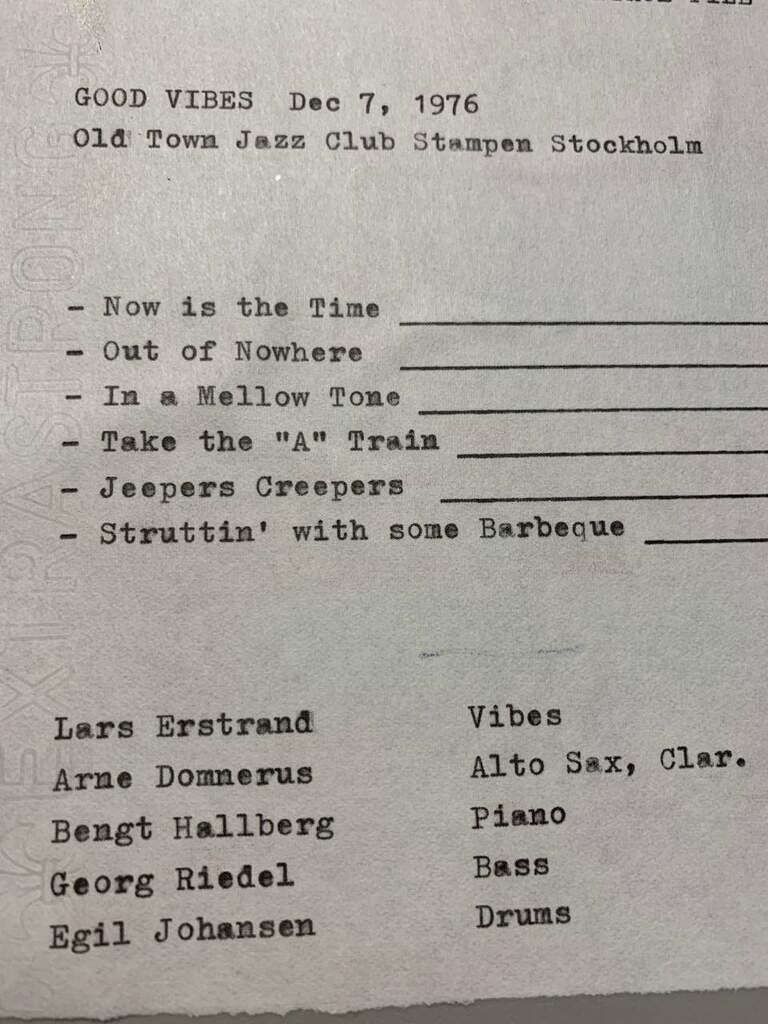 GOOD VIBES Dec 7, 1976
Old Town Jazz Club Stampen Stockholm
- Now is the Time
- Out of Nowhere
- In a Mellow Tone
- Take the "A" Train
- Jeepers Creepers
- Struttin' with some Barbeque
Lars Erstrand Vibes
Arne Domnerus Alto Sax, Clar.
Bengt Hallberg Piano
Georg Riedel Bass
Egil Johansen Drums
EXTRASTRONG